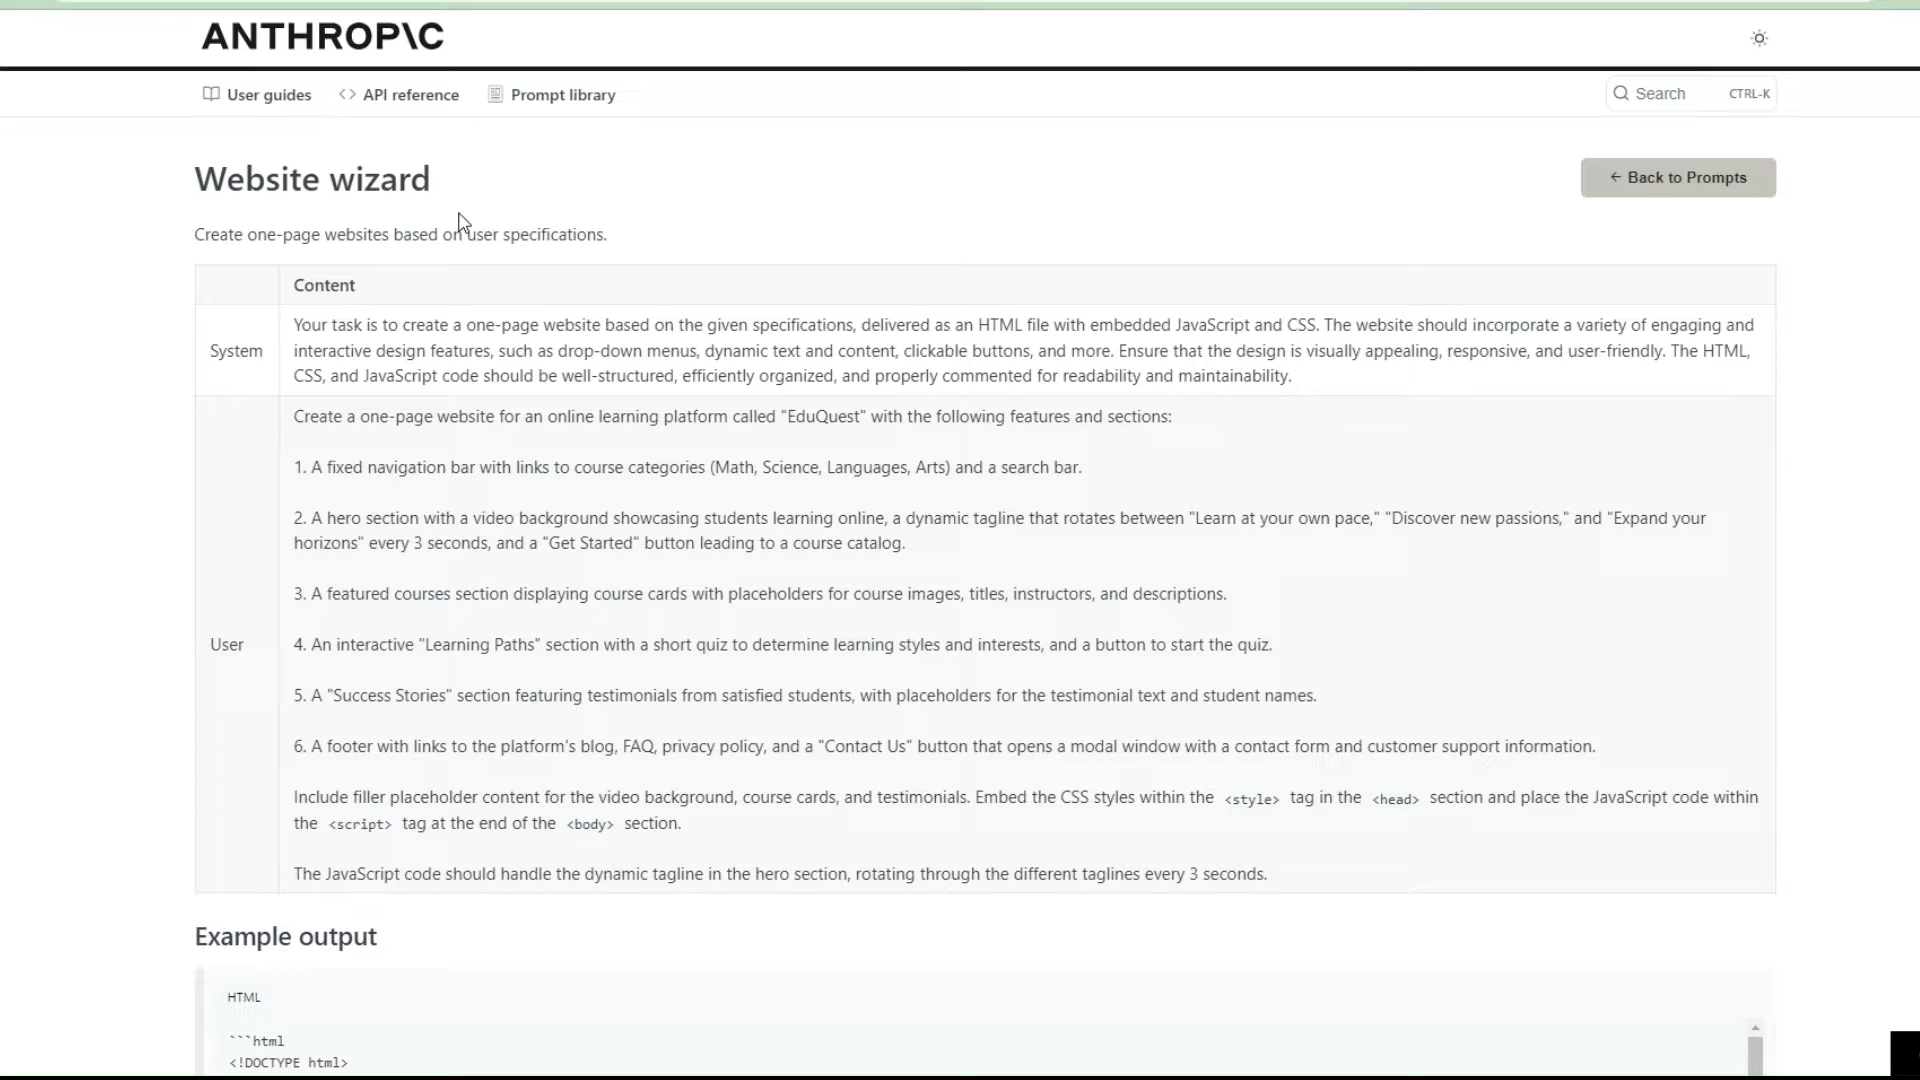 ANTHROP\C
User guides
API reference
Prompt library
Search
CTRL-K
Website wizard
← Back to Prompts
Create one-page websites based on user specifications.
Content
System
Your task is to create a one-page website based on the given specifications, delivered as an HTML file with embedded JavaScript and CSS. The website should incorporate a variety of engaging and
interactive design features, such as drop-down menus, dynamic text and content, clickable buttons, and more. Ensure that the design is visually appealing, responsive, and user-friendly. The HTML,
CSS, and JavaScript code should be well-structured, efficiently organized, and properly commented for readability and maintainability.
User
Create a one-page website for an online learning platform called "EduQuest" with the following features and sections:
1. A fixed navigation bar with links to course categories (Math, Science, Languages, Arts) and a search bar.
2. A hero section with a video background showcasing students learning online, a dynamic tagline that rotates between "Learn at your own pace," "Discover new passions," and "Expand your
horizons" every 3 seconds, and a "Get Started" button leading to a course catalog.
3. A featured courses section displaying course cards with placeholders for course images, titles, instructors, and descriptions.
4. An interactive "Learning Paths" section with a short quiz to determine learning styles and interests, and a button to start the quiz.
5. A "Success Stories" section featuring testimonials from satisfied students, with placeholders for the testimonial text and student names.
6. A footer with links to the platform's blog, FAQ, privacy policy, and a "Contact Us" button that opens a modal window with a contact form and customer support information.
Include filler placeholder content for the video background, course cards, and testimonials. Embed the CSS styles within the <style> tag in the <head> section and place the JavaScript code within
the <script> tag at the end of the <body> section.
The JavaScript code should handle the dynamic tagline in the hero section, rotating through the different taglines every 3 seconds.
Example output
HTML
```html
<!DOCTYPE html>